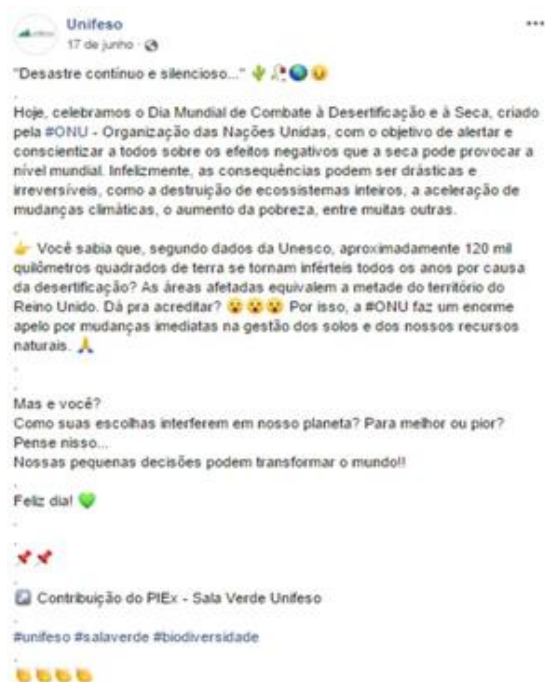 Unifeso
17 de junho ·
"Desastre contínuo e silencioso..." 🌵🥀🌍😥
.
Hoje, celebramos o Dia Mundial de Combate à Desertificação e à Seca, criado
pela #ONU - Organização das Nações Unidas, com o objetivo de alertar e
conscientizar a todos sobre os efeitos negativos que a seca pode provocar a
nível mundial. Infelizmente, as consequências podem ser drásticas e
irreversíveis, como a destruição de ecossistemas inteiros, a aceleração de
mudanças climáticas, o aumento da pobreza, entre muitas outras.
.
👉 Você sabia que, segundo dados da Unesco, aproximadamente 120 mil
quilômetros quadrados de terra se tornam inférteis todos os anos por causa
da desertificação? As áreas afetadas equivalem a metade do território do
Reino Unido. Dá pra acreditar? 😮😮😮 Por isso, a #ONU faz um enorme
apelo por mudanças imediatas na gestão dos solos e dos nossos recursos
naturais. 🙏
.
.
Mas e você?
Como suas escolhas interferem em nosso planeta? Para melhor ou pior?
Pense nisso...
Nossas pequenas decisões podem transformar o mundo!!
.
Feliz dia! 💚
.
.
📌📌
.
↗️ Contribuição do PIEx - Sala Verde Unifeso
.
#unifeso #salaverde #biodiversidade
.
👏👏👏👏